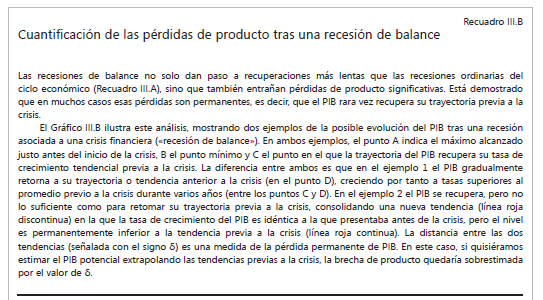 Recuadro III.B
Cuantificación de las pérdidas de producto tras una recesión de balance
Las recesiones de balance no solo dan paso a recuperaciones más lentas que las recesiones ordinarias del
ciclo económico (Recuadro III.A), sino que también entrañan pérdidas de producto significativas. Está demostrado
que en muchos casos esas pérdidas son permanentes, es decir, que el PIB rara vez recupera su trayectoria previa a la
crisis.
El Gráfico III.B ilustra este análisis, mostrando dos ejemplos de la posible evolución del PIB tras una recesión
asociada a una crisis financiera («recesión de balance»). En ambos ejemplos, el punto A indica el máximo alcanzado
justo antes del inicio de la crisis, B el punto mínimo y C el punto en el que la trayectoria del PIB recupera su tasa de
crecimiento tendencial previa a la crisis. La diferencia entre ambos es que en el ejemplo 1 el PIB gradualmente
retorna a su trayectoria o tendencia anterior a la crisis (en el punto D), creciendo por tanto a tasas superiores al
promedio previo a la crisis durante varios años (entre los puntos C y D). En el ejemplo 2 el PIB se recupera, pero no
lo suficiente como para retomar su trayectoria previa a la crisis, consolidando una nueva tendencia (línea roja
discontinua) en la que la tasa de crecimiento del PIB es idéntica a la que presentaba antes de la crisis, pero el nivel
es permanentemente inferior a la tendencia previa a la crisis (línea roja continua). La distancia entre las dos
tendencias (señalada con el signo δ) es una medida de la pérdida permanente de PIB. En este caso, si quisiéramos
estimar el PIB potencial extrapolando las tendencias previas a la crisis, la brecha de producto quedaría sobrestimada
por el valor de δ.